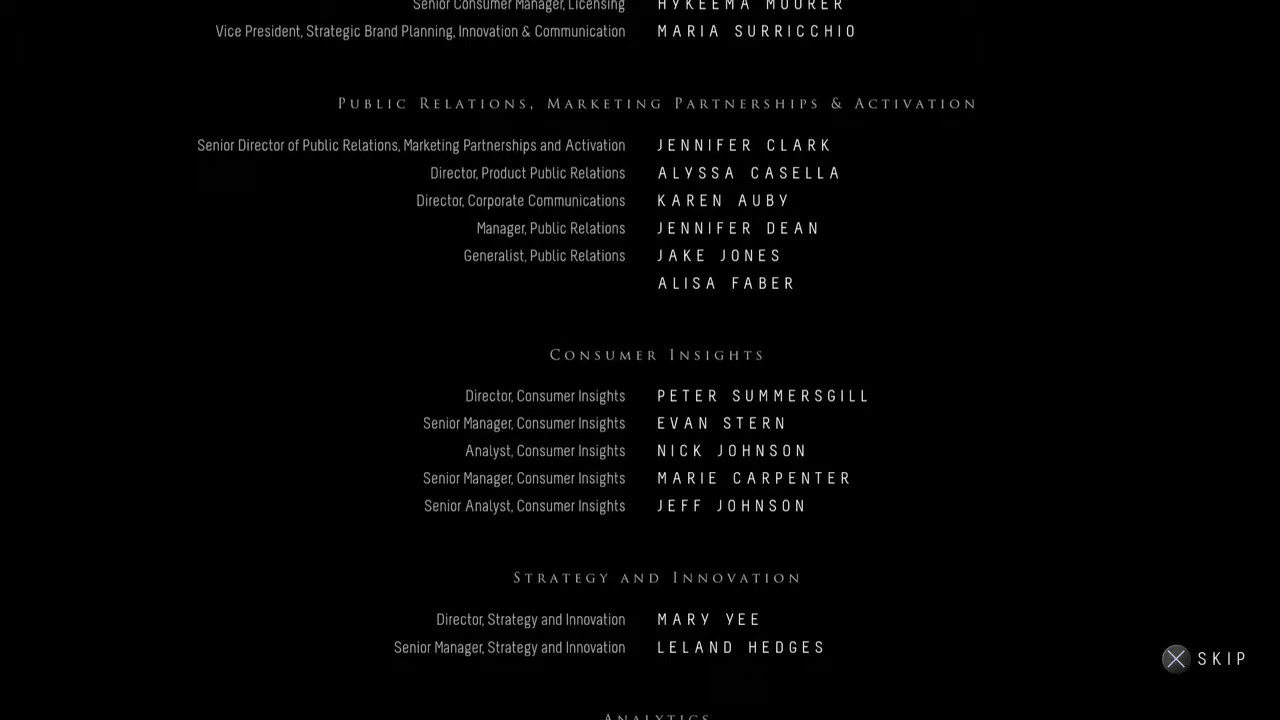 Senior Consumer Manager, Licensing HYKEEMA MOORER
Vice President, Strategic Brand Planning, Innovation & Communication MARIA SURRICCHIO
Public Relations, Marketing Partnerships & Activation
Senior Director of Public Relations, Marketing Partnerships and Activation JENNIFER CLARK
Director, Product Public Relations ALYSSA CASELLA
Director, Corporate Communications KAREN AUBY
Manager, Public Relations JENNIFER DEAN
Generalist, Public Relations JAKE JONES
ALISA FABER
Consumer Insights
Director, Consumer Insights PETER SUMMERSGILL
Senior Manager, Consumer Insights EVAN STERN
Analyst, Consumer Insights NICK JOHNSON
Senior Manager, Consumer Insights MARIE CARPENTER
Senior Analyst, Consumer Insights JEFF JOHNSON
Strategy and Innovation
Director, Strategy and Innovation MARY YEE
Senior Manager, Strategy and Innovation LELAND HEDGES
SKIP
Analytics